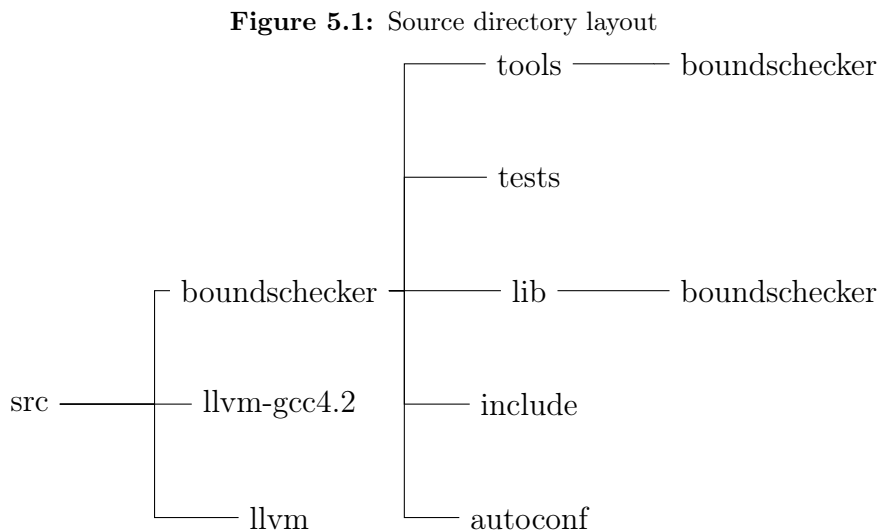 Figure 5.1: Source directory layout
tools boundschecker
tests
boundschecker lib boundschecker
src llvm-gcc4.2 include
llvm autoconf